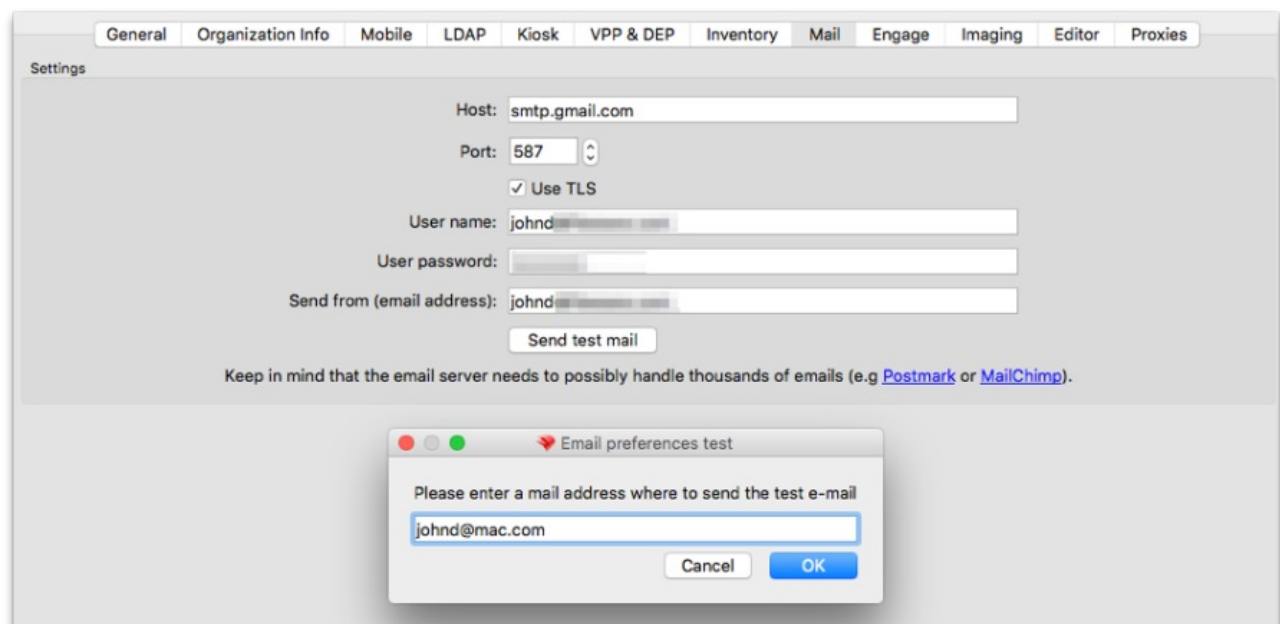 General Organization Info Mobile LDAP Kiosk VPP & DEP Inventory Mail Engage Imaging Editor Proxies
Settings
Host: smtp.gmail.com
Port: 587
Use TLS
User name: johnd
User password:
Send from (email address): johnd
Send test mail
Keep in mind that the email server needs to possibly handle thousands of emails (e.g Postmark or MailChimp).
Email preferences test
Please enter a mail address where to send the test e-mail
johnd@mac.com
Cancel OK